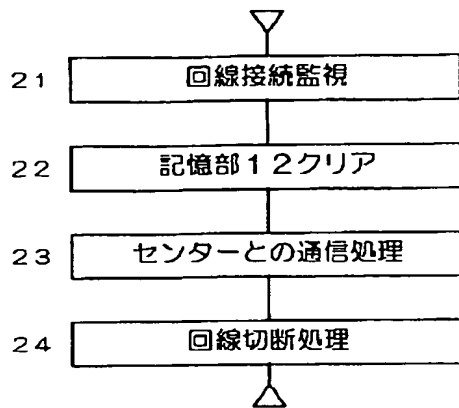 21 回線接続監視
22 記憶部12クリア
23 センターとの通信処理
24 回線切断処理